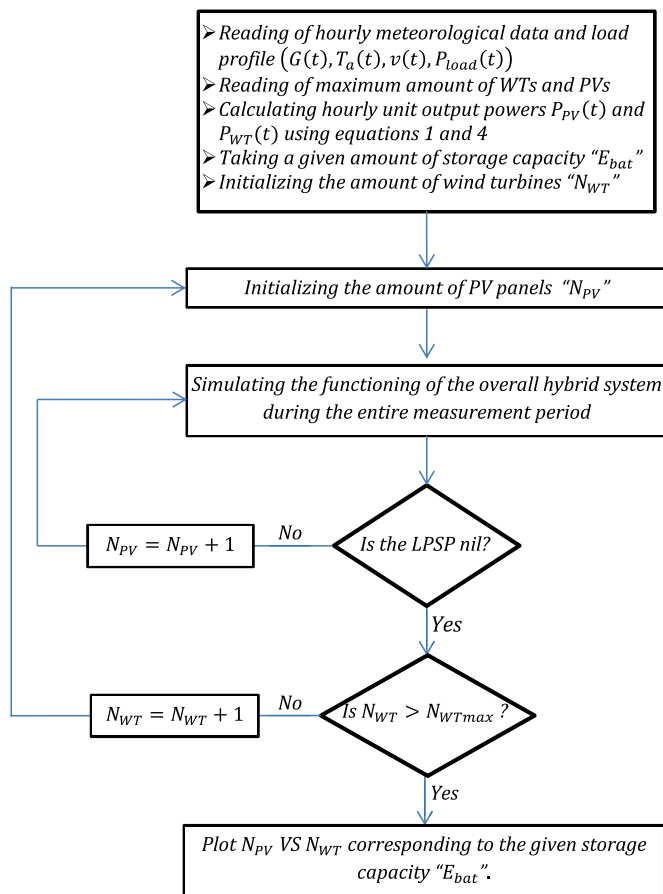 ➢ Reading of hourly meteorological data and load
profile (G(t), T_a(t), v(t), P_load(t))
➢ Reading of maximum amount of WTs and PVs
➢ Calculating hourly unit output powers P_PV(t) and
P_WT(t) using equations 1 and 4
➢ Taking a given amount of storage capacity “E_bat”
➢ Initializing the amount of wind turbines “N_WT”
Initializing the amount of PV panels “N_PV”
Simulating the functioning of the overall hybrid system
during the entire measurement period
N_PV = N_PV + 1
No
Is the LPSP nil?
Yes
N_WT = N_WT + 1
No
Is N_WT > N_WTmax ?
Yes
Plot N_PV VS N_WT corresponding to the given storage
capacity “E_bat”.